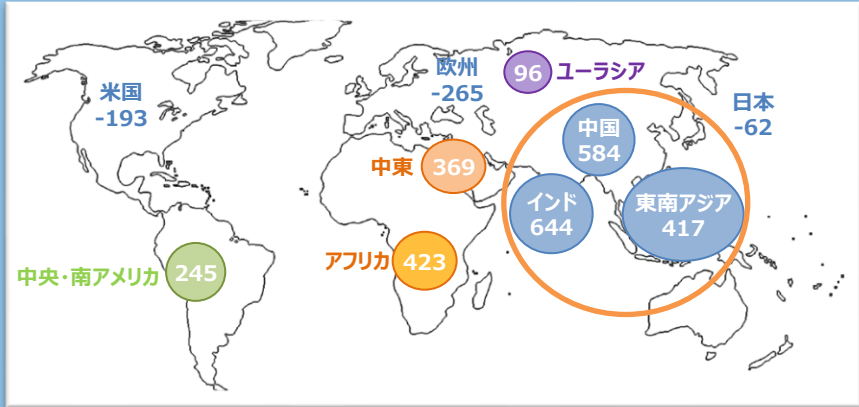 米国
-193
欧州
-265
96
ユーラシア
日本
-62
中国
584
中東
369
インド
644
東南アジア
417
アフリカ
423
中央・南アメリカ
245